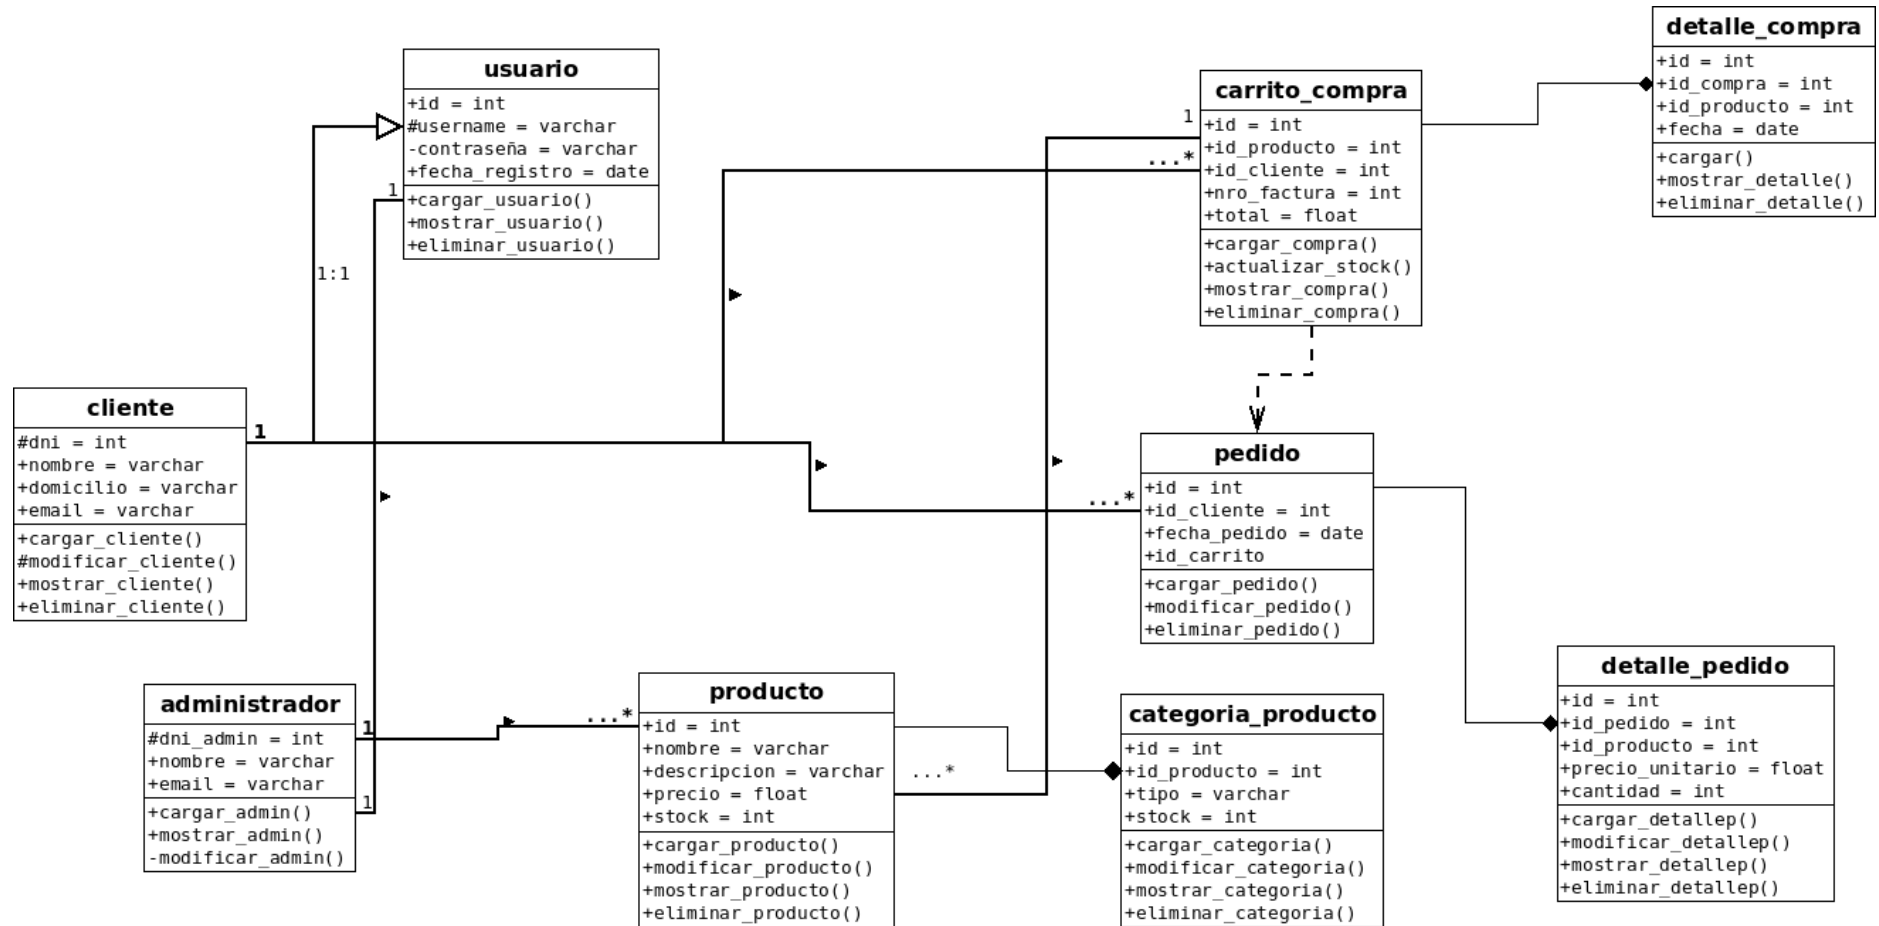 detalle_compra
+id = int
+id_compra = int
+id_producto = int
+fecha = date
+cargar()
+mostrar_detalle()
+eliminar_detalle()
usuario
+id = int
#username = varchar
-contraseña = varchar
+fecha_registro = date
1
+cargar_usuario()
+mostrar_usuario()
+eliminar_usuario()
1:1
carrito_compra
1
...*
+id = int
+id_producto = int
+id_cliente = int
+nro_factura = int
+total = float
+cargar_compra()
+actualizar_stock()
+mostrar_compra()
+eliminar_compra()
cliente
1
#dni = int
+nombre = varchar
+domicilio = varchar
+email = varchar
+cargar_cliente()
#modificar_cliente()
+mostrar_cliente()
+eliminar_cliente()
pedido
...*
+id = int
+id_cliente = int
+fecha_pedido = date
+id_carrito
+cargar_pedido()
+modificar_pedido()
+eliminar_pedido()
administrador
1
#dni_admin = int
+nombre = varchar
+email = varchar
1
+cargar_admin()
+mostrar_admin()
-modificar_admin()
producto
...*
+id = int
+nombre = varchar
+descripcion = varchar
+precio = float
+stock = int
...*
+cargar_producto()
+modificar_producto()
+mostrar_producto()
+eliminar_producto()
categoria_producto
+id = int
+id_producto = int
+tipo = varchar
+stock = int
+cargar_categoria()
+modificar_categoria()
+mostrar_categoria()
+eliminar_categoria()
detalle_pedido
+id = int
+id_pedido = int
+id_producto = int
+precio_unitario = float
+cantidad = int
+cargar_detallep()
+modificar_detallep()
+mostrar_detallep()
+eliminar_detallep()